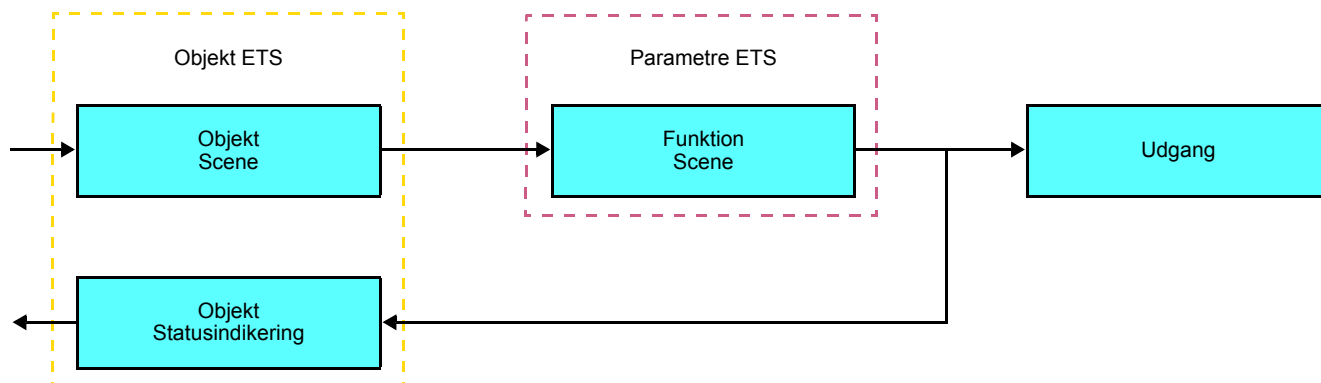 Objekt ETS
Parametre ETS
Objekt
Scene
Funktion
Scene
Udgang
Objekt
Statusindikering